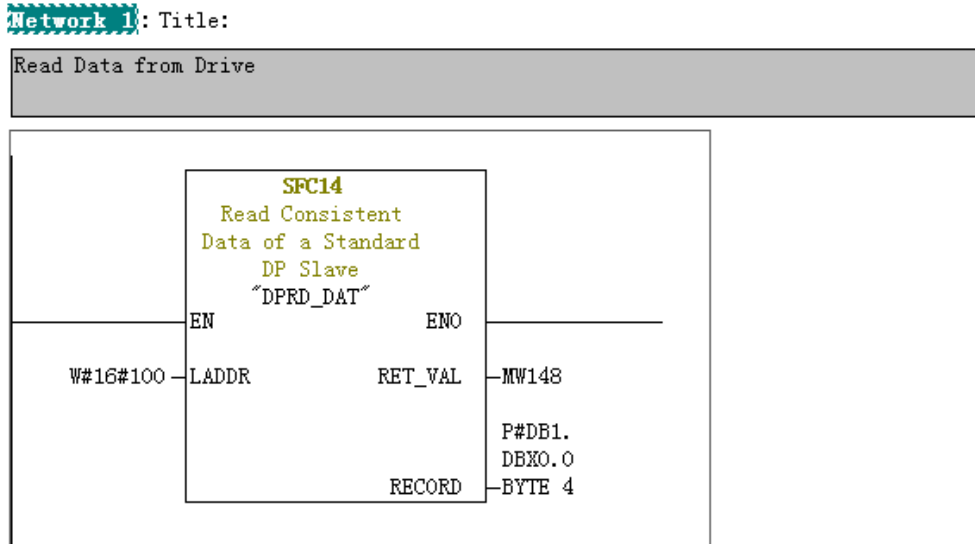 Network 1: Title:
Read Data from Drive
SFC14
Read Consistent
Data of a Standard
DP Slave
"DPRD_DAT"
EN ENO
W#16#100 LADDR RET_VAL MW148
P#DB1.
DBX0.0
RECORD BYTE 4